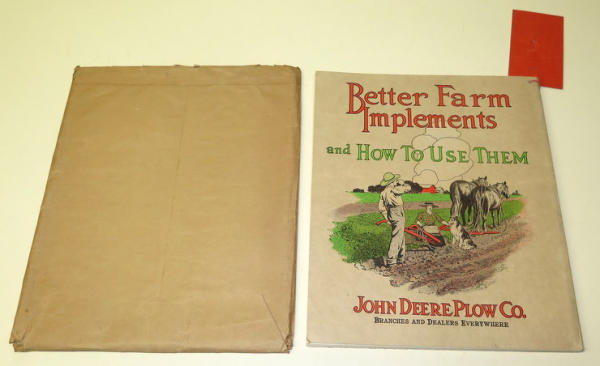 Better Farm
Implements
and How To Use Them
John Deere Plow Co.
Branches and Dealers Everywhere